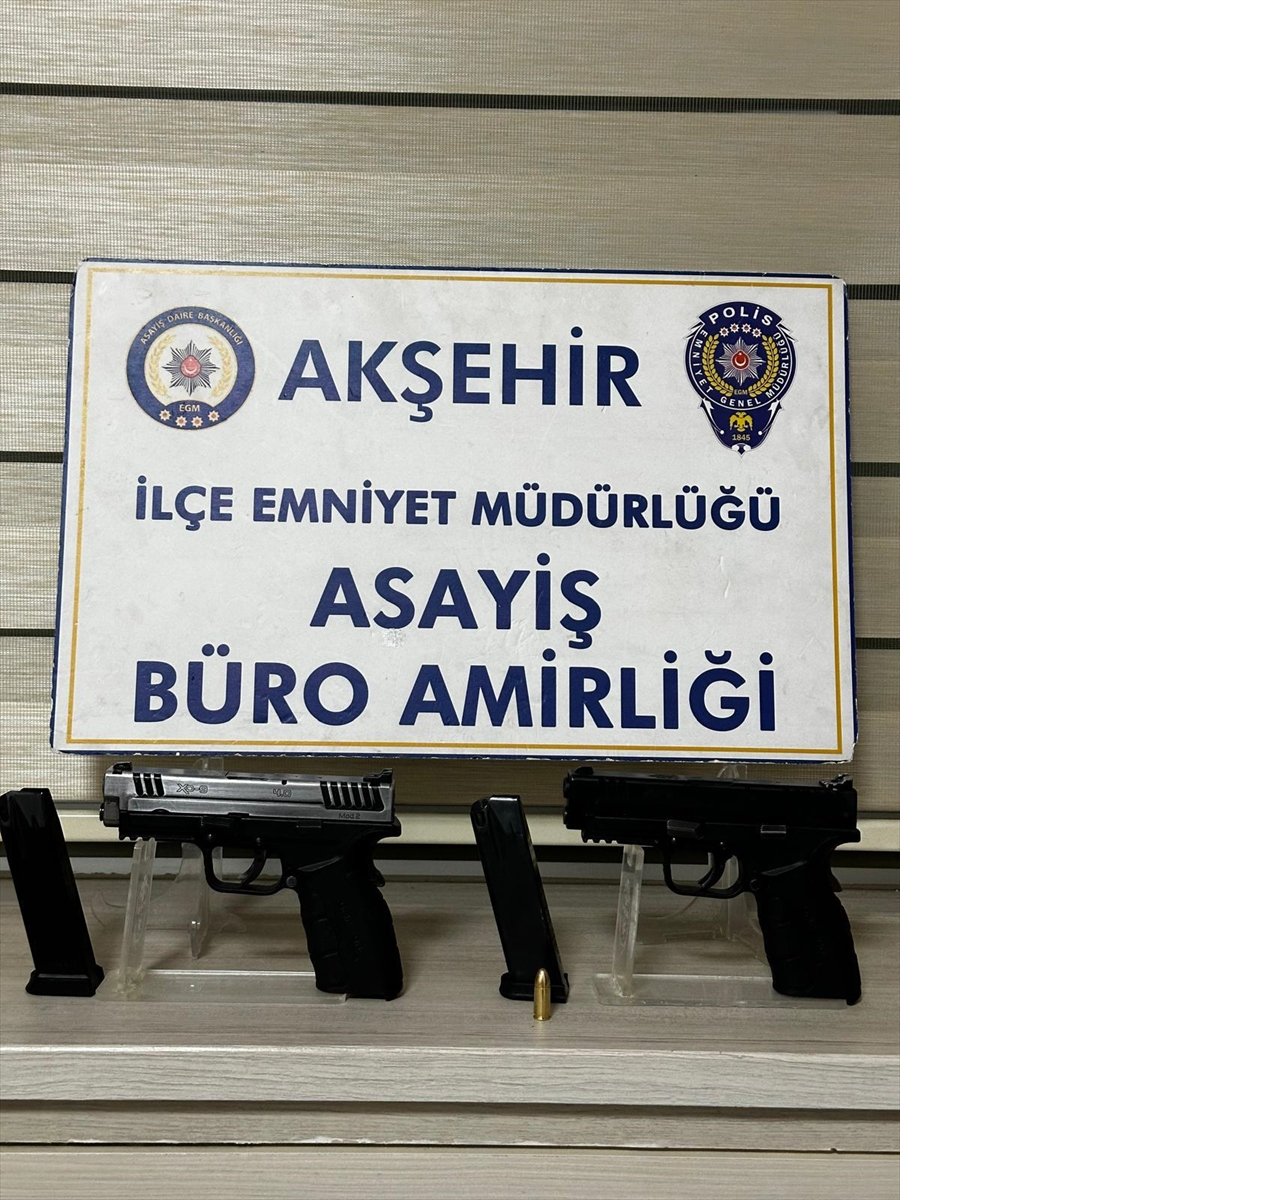 ASAYİŞ DAİRE BAŞKANLIĞI
EGM
AKŞEHİR
POLİS
EMNİYET GENEL MÜDÜRLÜĞÜ
EGM
1845
İLÇE EMNİYET MÜDÜRLÜĞÜ
ASAYİŞ
BÜRO AMİRLİĞİ
XD-9 4.0
Mod 2